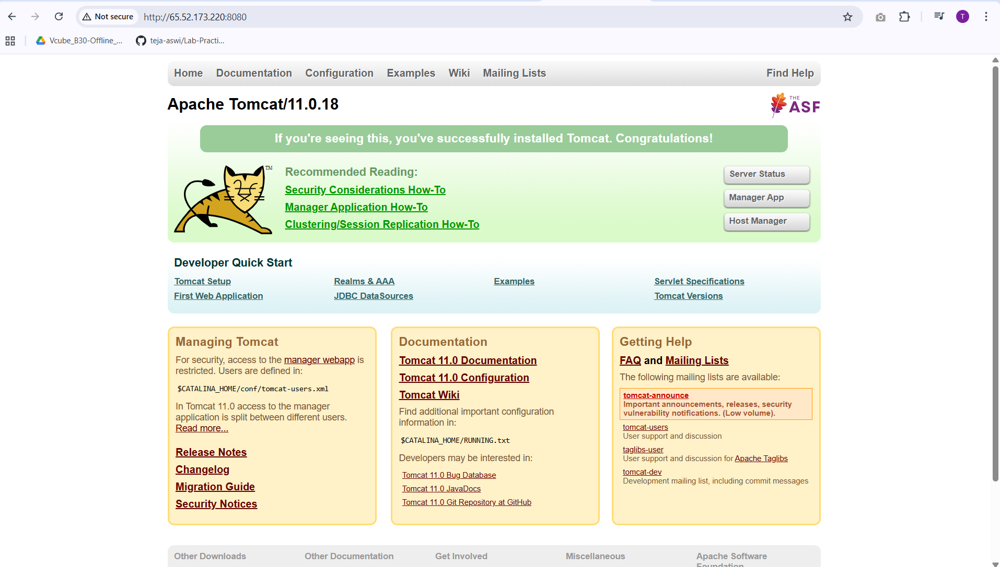 Not secure http://65.52.173.220:8080 T
Vcube_B30-Offline_... teja-aswi/Lab-Practi...
Home Documentation Configuration Examples Wiki Mailing Lists Find Help
Apache Tomcat/11.0.18
THE
ASF
If you're seeing this, you've successfully installed Tomcat. Congratulations!
TM
Recommended Reading:
Security Considerations How-To
Manager Application How-To
Clustering/Session Replication How-To
Server Status
Manager App
Host Manager
Developer Quick Start
Tomcat Setup Realms & AAA Examples Servlet Specifications
First Web Application JDBC DataSources Tomcat Versions
Managing Tomcat
For security, access to the manager webapp is
restricted. Users are defined in:
$CATALINA_HOME/conf/tomcat-users.xml
In Tomcat 11.0 access to the manager
application is split between different users.
Read more...
Release Notes
Changelog
Migration Guide
Security Notices
Documentation
Tomcat 11.0 Documentation
Tomcat 11.0 Configuration
Tomcat Wiki
Find additional important configuration
information in:
$CATALINA_HOME/RUNNING.txt
Developers may be interested in:
Tomcat 11.0 Bug Database
Tomcat 11.0 JavaDocs
Tomcat 11.0 Git Repository at GitHub
Getting Help
FAQ and Mailing Lists
The following mailing lists are available:
tomcat-announce
Important announcements, releases, security
vulnerability notifications. (Low volume).
tomcat-users
User support and discussion
taglibs-user
User support and discussion for Apache Taglibs
tomcat-dev
Development mailing list, including commit messages
Other Downloads Other Documentation Get Involved Miscellaneous Apache Software
Foundation